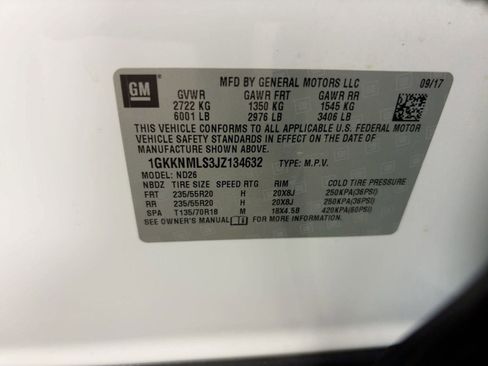 GM
MFD BY GENERAL MOTORS LLC 09/17
GVWR GAWR FRT GAWR RR
2722 KG 1350 KG 1545 KG
6001 LB 2976 LB 3406 LB
THIS VEHICLE CONFORMS TO ALL APPLICABLE U.S. FEDERAL MOTOR
VEHICLE SAFETY STANDARDS IN EFFECT ON THE DATE OF
MANUFACTURE SHOWN ABOVE.
1GKKNMLS3JZ134632 TYPE: M.P.V.
MODEL: ND26
NBDZ TIRE SIZE SPEED RTG RIM COLD TIRE PRESSURE
FRT 235/55R20 H 20X8J 250KPA(36PSI)
RR 235/55R20 H 20X8J 250KPA(36PSI)
SPA T135/70R18 M 18X4.5B 420KPA(60PSI)
SEE OWNER'S MANUAL FOR MORE INFORMATION